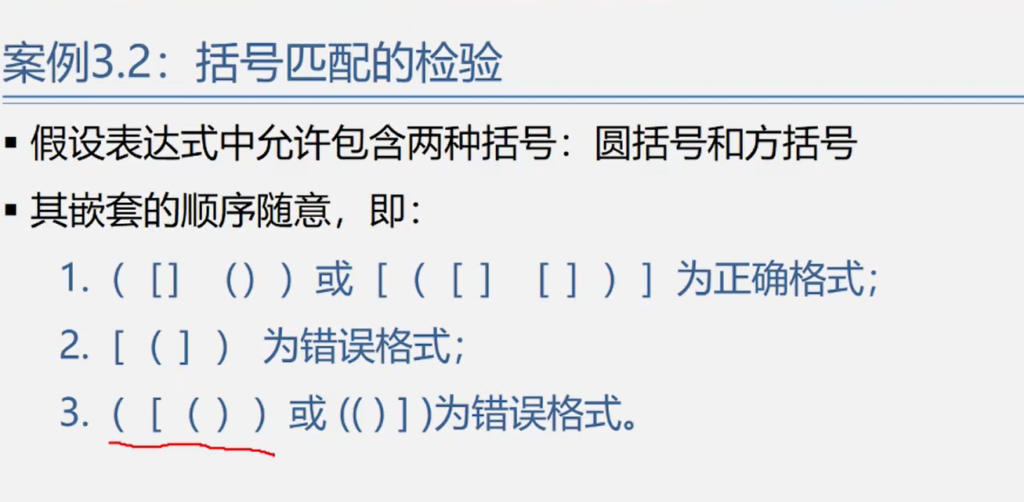 案例3.2：括号匹配的检验
▪ 假设表达式中允许包含两种括号：圆括号和方括号
▪ 其嵌套的顺序随意，即：
1. ( [] () ) 或 [ ( [ ] [ ] ) ] 为正确格式；
2. [ ( ] ) 为错误格式；
3. ( [ ( ) ) 或 (( ) ] )为错误格式。